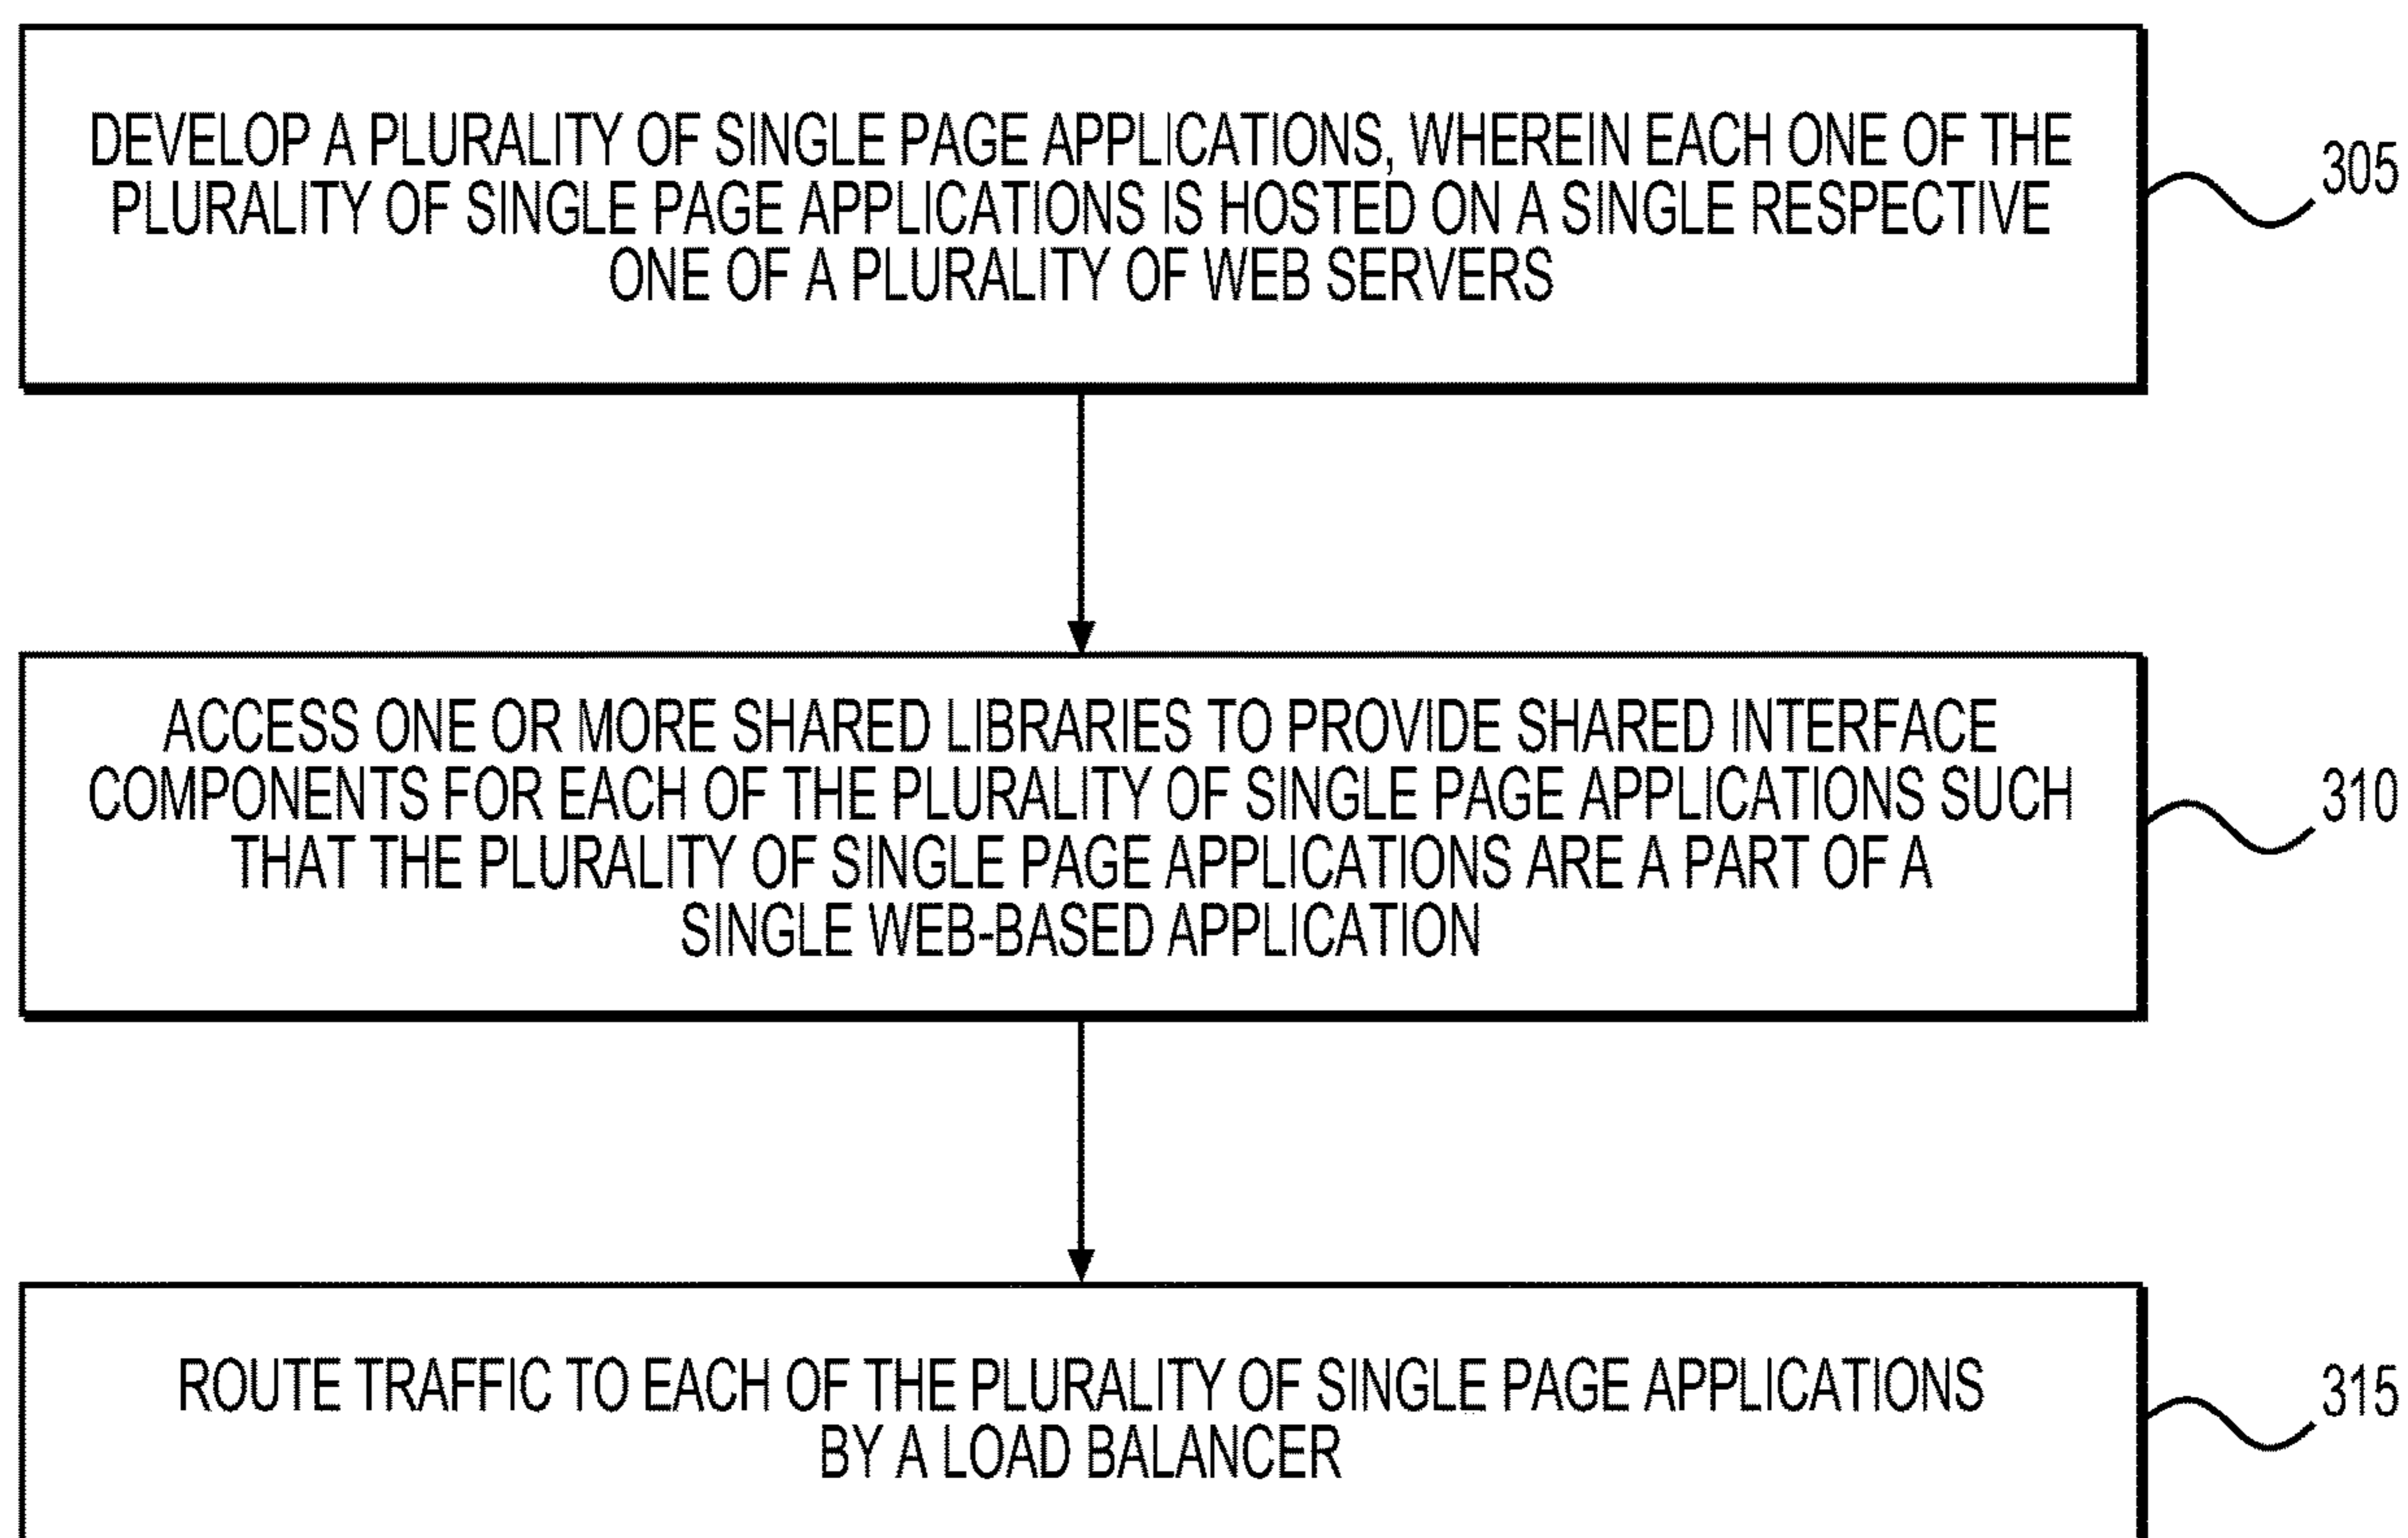 DEVELOP A PLURALITY OF SINGLE PAGE APPLICATIONS, WHEREIN EACH ONE OF THE
PLURALITY OF SINGLE PAGE APPLICATIONS IS HOSTED ON A SINGLE RESPECTIVE
ONE OF A PLURALITY OF WEB SERVERS
305
ACCESS ONE OR MORE SHARED LIBRARIES TO PROVIDE SHARED INTERFACE
COMPONENTS FOR EACH OF THE PLURALITY OF SINGLE PAGE APPLICATIONS SUCH
THAT THE PLURALITY OF SINGLE PAGE APPLICATIONS ARE A PART OF A
SINGLE WEB-BASED APPLICATION
310
ROUTE TRAFFIC TO EACH OF THE PLURALITY OF SINGLE PAGE APPLICATIONS
BY A LOAD BALANCER
315